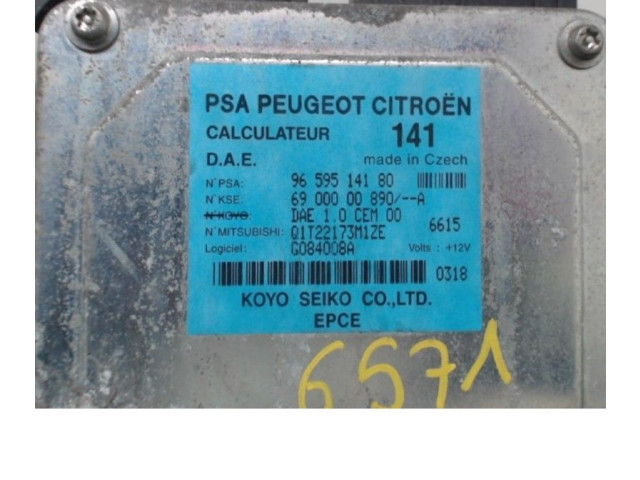 PSA PEUGEOT CITROËN
CALCULATEUR 141
D.A.E. made in Czech
N°PSA: 96 595 141 80
N°KSE: 69 000 00 890/--A
N°KOYO DAE 1.0 CEM 00 6615
N°MITSUBISHI: Q1T22173M1ZE
Logiciel: G084008A Volts : +12V
0318
KOYO SEIKO CO.,LTD.
EPCE
6571